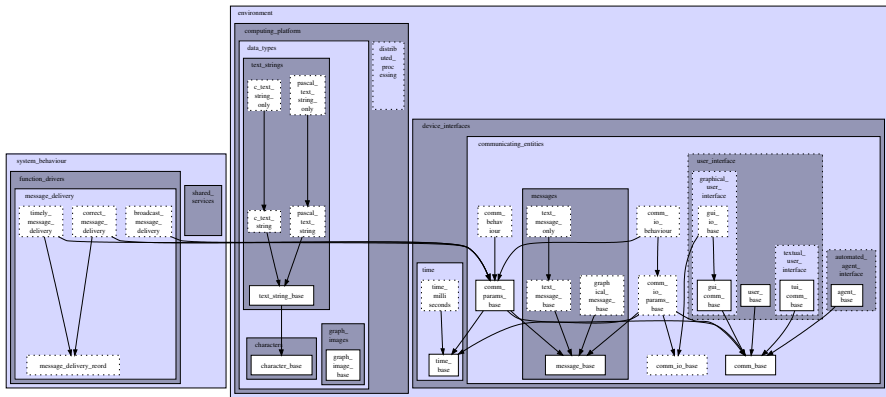 environment
computing_platform
data_types
text_strings
c_text_
string_
only
pascal_
text_
string_
only
distrib
uted_
proc
essing
c_text_
string
pascal_
text_
string
text_string_base
characters
character_base
graph_
images
graph_
image_
base
system_behaviour
function_drivers
message_delivery
timely_
message_
delivery
correct_
message_
delivery
broadcast_
message_
delivery
message_delivery_reord
shared_
services
device_interfaces
communicating_entities
time
time_
milli
seconds
time_
base
comm_
behav
iour
comm_
params_
base
messages
text_
message_
only
text_
message_
base
graph
ical_
message_
base
message_base
comm_
io_
behaviour
comm_
io_
params_
base
comm_io_base
user_interface
graphical_
user_
interface
gui_
io_
base
gui_
comm_
base
user_
base
textual_
user_
interface
tui_
comm_
base
comm_base
automated_
agent_
interface
agent_
base